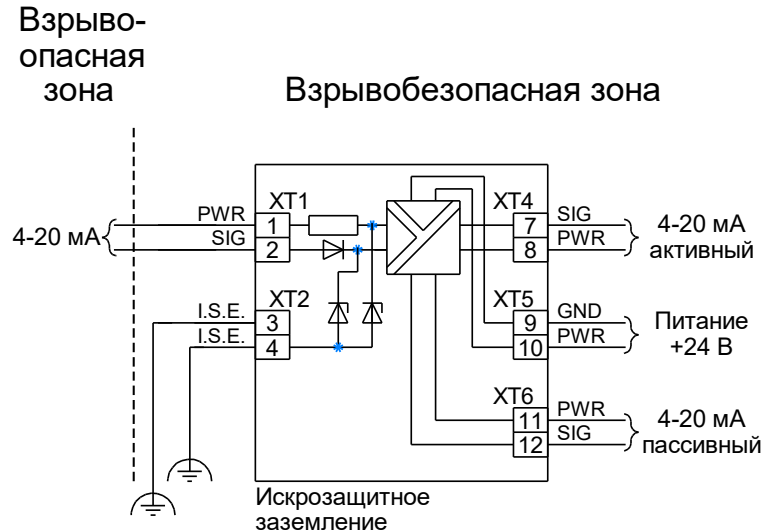 Взрыво-
опасная
зона
Взрывобезопасная зона
4-20 мА
PWR
SIG
XT1
1
2
I.S.E.
I.S.E.
XT2
3
4
XT4
7
8
SIG
PWR
4-20 мА
активный
XT5
9
10
GND
PWR
Питание
+24 В
XT6
11
12
PWR
SIG
4-20 мА
пассивный
Искрозащитное
заземление